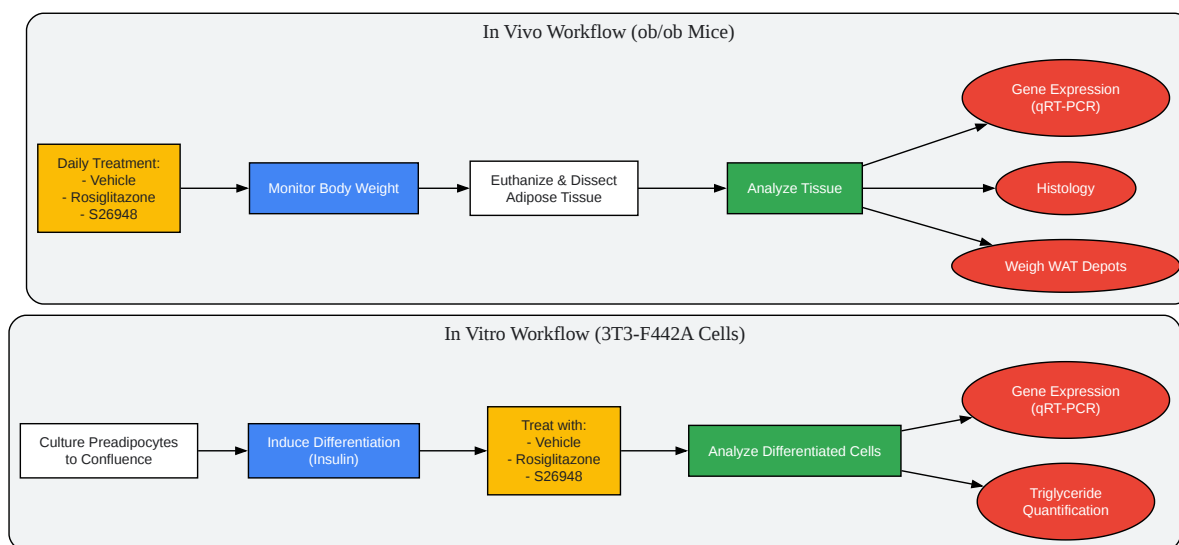 In Vivo Workflow (ob/ob Mice)
Daily Treatment:
- Vehicle
- Rosiglitazone
- S26948
Monitor Body Weight
Euthanize & Dissect
Adipose Tissue
Analyze Tissue
Gene Expression
(qRT-PCR)
Histology
Weigh WAT Depots
In Vitro Workflow (3T3-F442A Cells)
Culture Preadipocytes
to Confluence
Induce Differentiation
(Insulin)
Treat with:
- Vehicle
- Rosiglitazone
- S26948
Analyze Differentiated Cells
Gene Expression
(qRT-PCR)
Triglyceride
Quantification